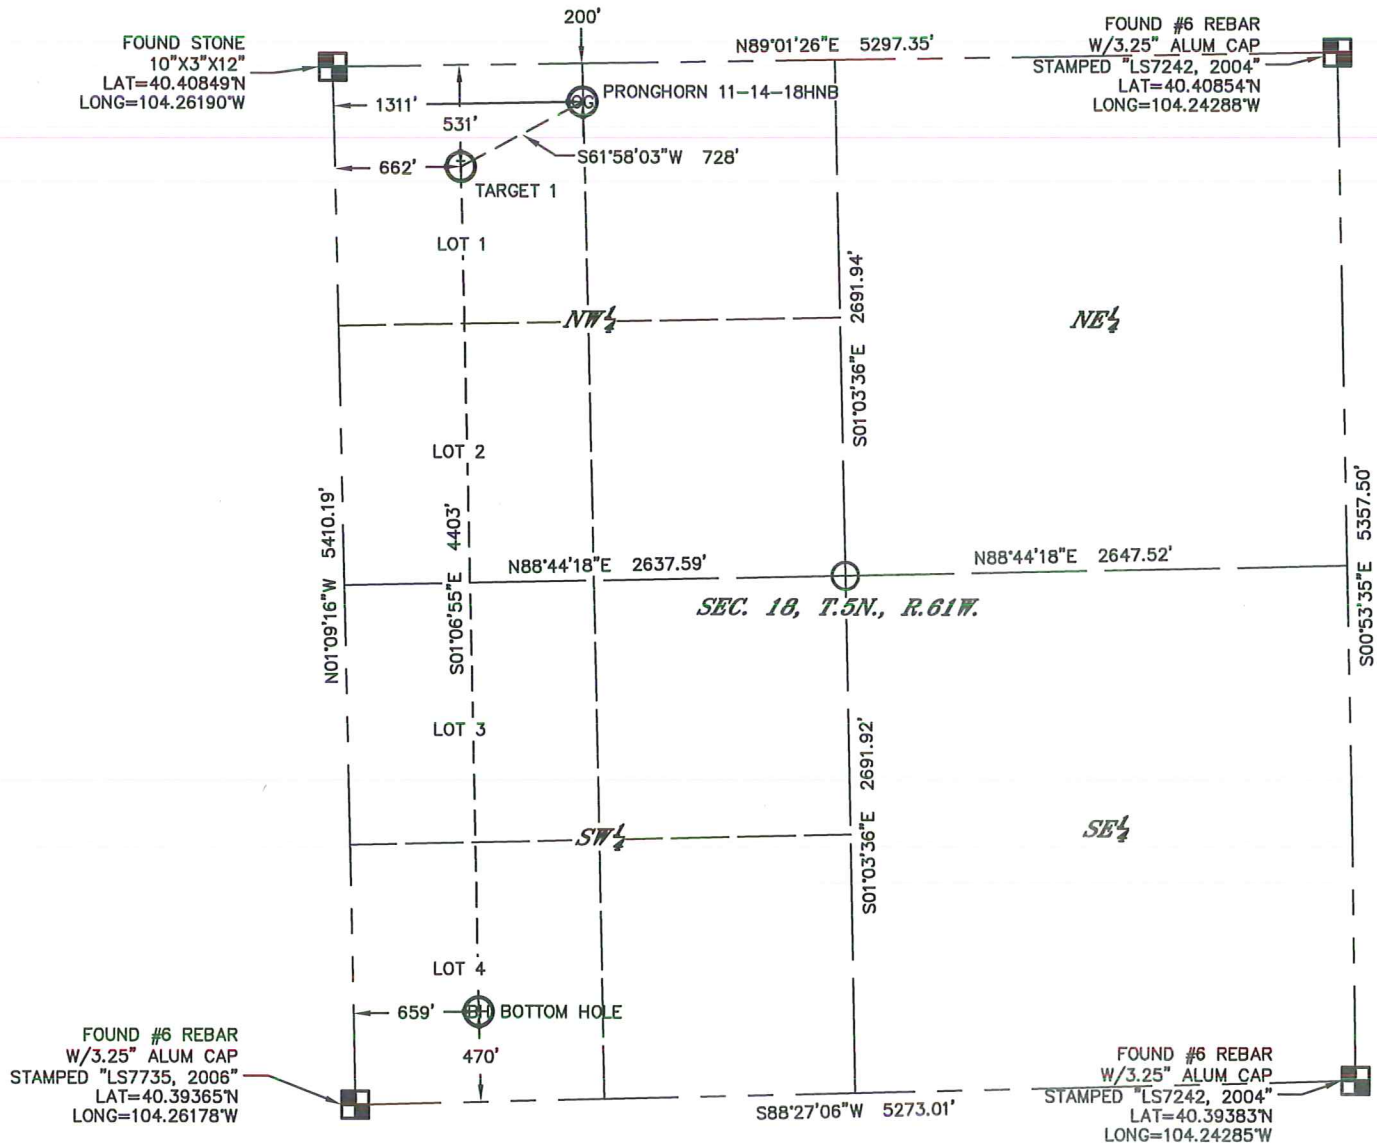 200'
FOUND STONE
10"X3"X12"
LAT=40.40849°N
LONG=104.26190°W
N89°01'26"E 5297.35'
FOUND #6 REBAR
W/3.25" ALUM CAP
STAMPED "LS7242, 2004"
LAT=40.40854°N
LONG=104.24288°W
1311'
OG
PRONGHORN 11-14-18HNB
531'
S61°58'03"W 728'
662'
TARGET 1
LOT 1
S01°03'36"E 2691.94'
NW¼
NE¼
LOT 2
N01°09'16"W 5410.19'
S01°06'55"E 4403'
N88°44'18"E 2637.59'
N88°44'18"E 2647.52'
S00°53'35"E 5357.50'
SEC. 18, T.5N., R.61W.
LOT 3
S01°03'36"E 2691.92'
SW¼
SE¼
LOT 4
659'
BH BOTTOM HOLE
470'
FOUND #6 REBAR
W/3.25" ALUM CAP
STAMPED "LS7735, 2006"
LAT=40.39365°N
LONG=104.26178°W
S88°27'06"W 5273.01'
FOUND #6 REBAR
W/3.25" ALUM CAP
STAMPED "LS7242, 2004"
LAT=40.39383°N
LONG=104.24285°W